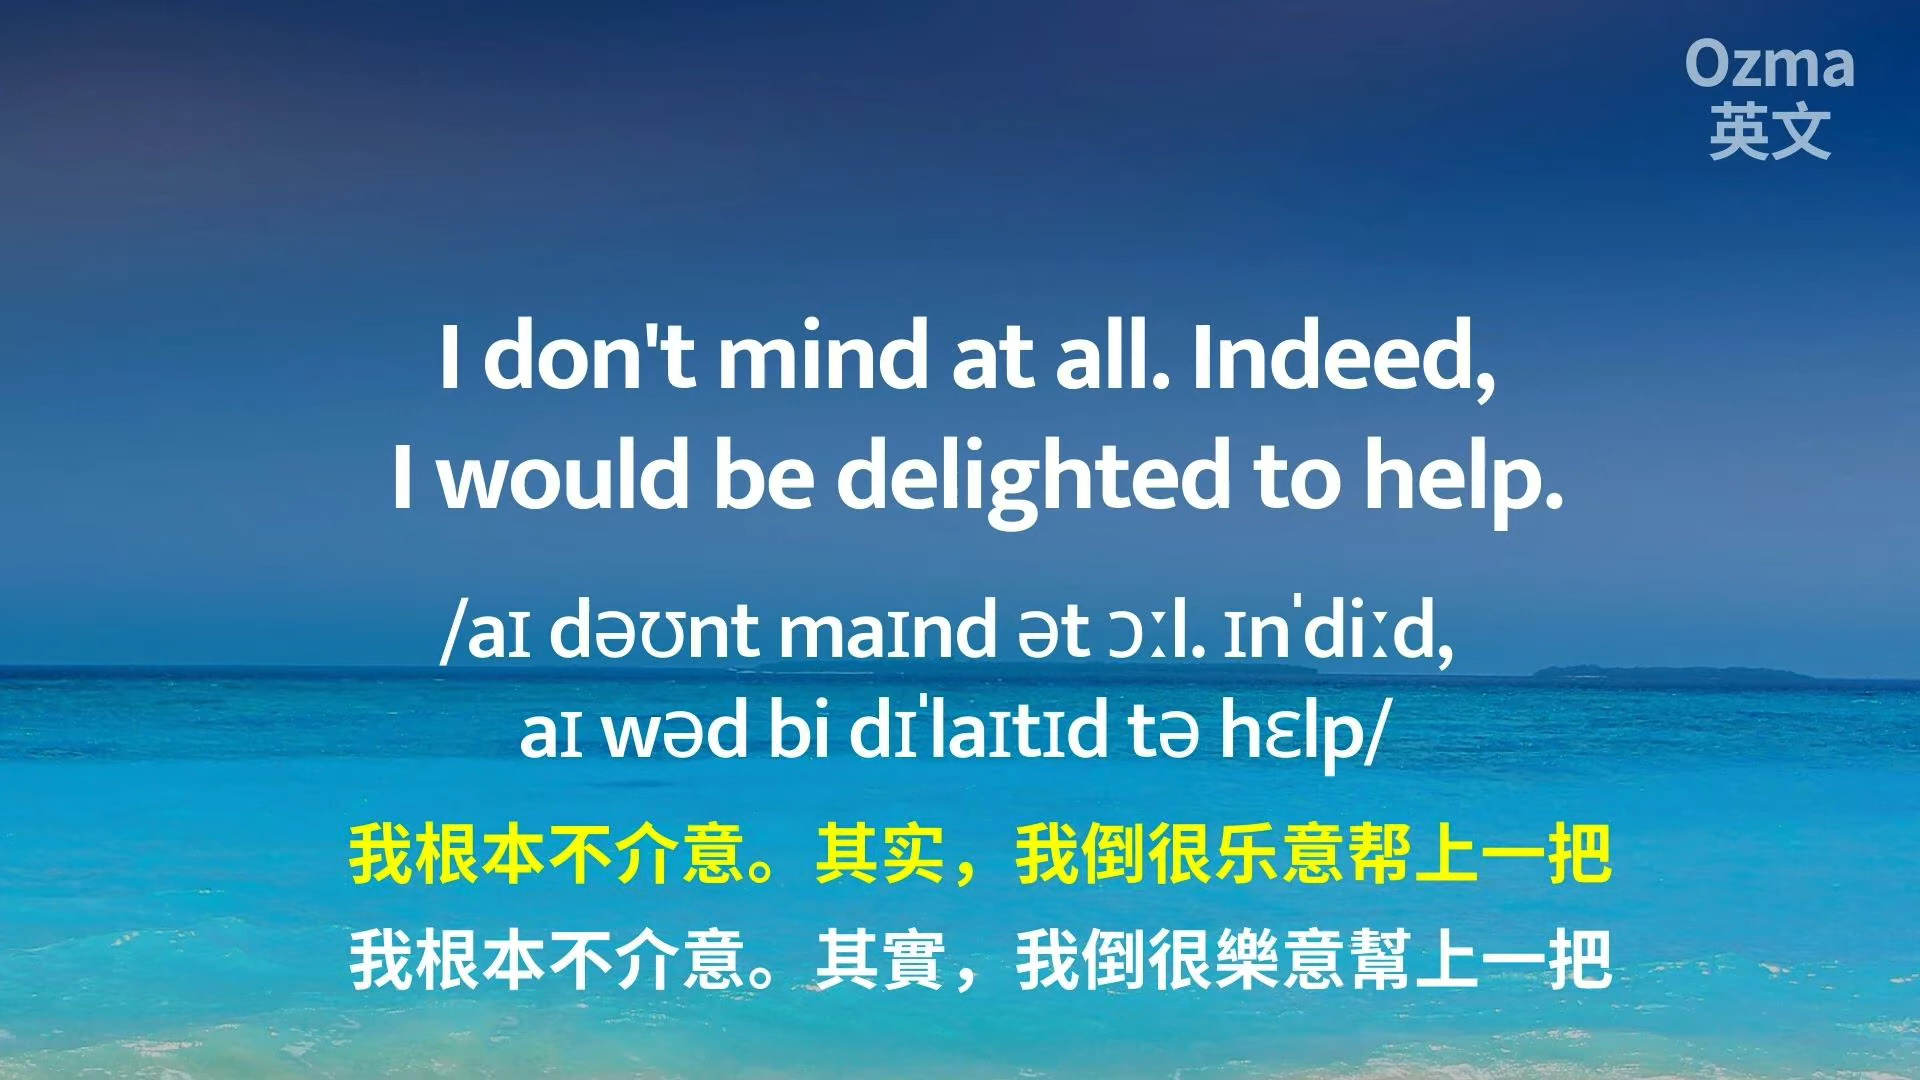 Ozma
英文
I don't mind at all. Indeed,
I would be delighted to help.
/aɪ dəʊnt maɪnd ət ɔːl. ɪnˈdiːd,
aɪ wəd bi dɪˈlaɪtɪd tə hɛlp/
我根本不介意。其实，我倒很乐意帮上一把
我根本不介意。其實，我倒很樂意幫上一把